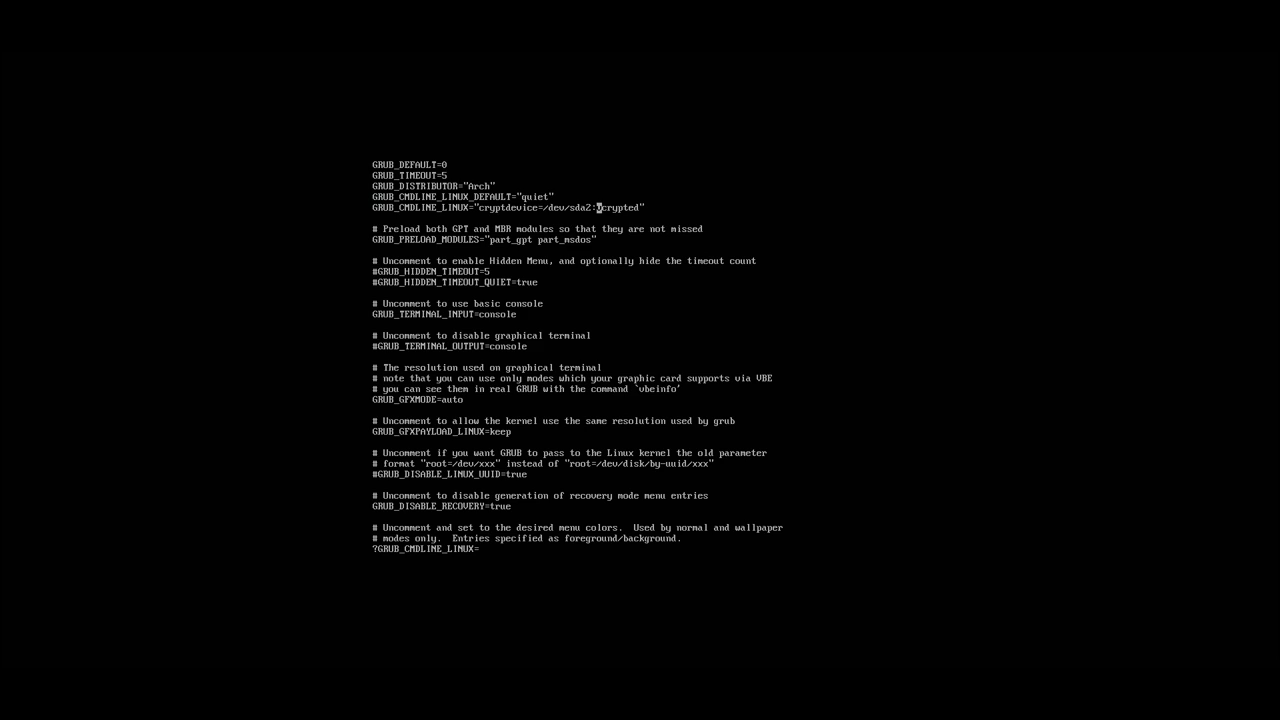 GRUB_DEFAULT=0
GRUB_TIMEOUT=5
GRUB_DISTRIBUTOR="Arch"
GRUB_CMDLINE_LINUX_DEFAULT="quiet"
GRUB_CMDLINE_LINUX="cryptdevice=/dev/sda2:vcrypted"
# Preload both GPT and MBR modules so that they are not missed
GRUB_PRELOAD_MODULES="part_gpt part_msdos"
# Uncomment to enable Hidden Menu, and optionally hide the timeout count
#GRUB_HIDDEN_TIMEOUT=5
#GRUB_HIDDEN_TIMEOUT_QUIET=true
# Uncomment to use basic console
GRUB_TERMINAL_INPUT=console
# Uncomment to disable graphical terminal
#GRUB_TERMINAL_OUTPUT=console
# The resolution used on graphical terminal
# note that you can use only modes which your graphic card supports via VBE
# you can see them in real GRUB with the command `vbeinfo'
GRUB_GFXMODE=auto
# Uncomment to allow the kernel use the same resolution used by grub
GRUB_GFXPAYLOAD_LINUX=keep
# Uncomment if you want GRUB to pass to the Linux kernel the old parameter
# format "root=/dev/xxx" instead of "root=/dev/disk/by-uuid/xxx"
#GRUB_DISABLE_LINUX_UUID=true
# Uncomment to disable generation of recovery mode menu entries
GRUB_DISABLE_RECOVERY=true
# Uncomment and set to the desired menu colors.  Used by normal and wallpaper
# modes only.  Entries specified as foreground/background.
?GRUB_CMDLINE_LINUX=